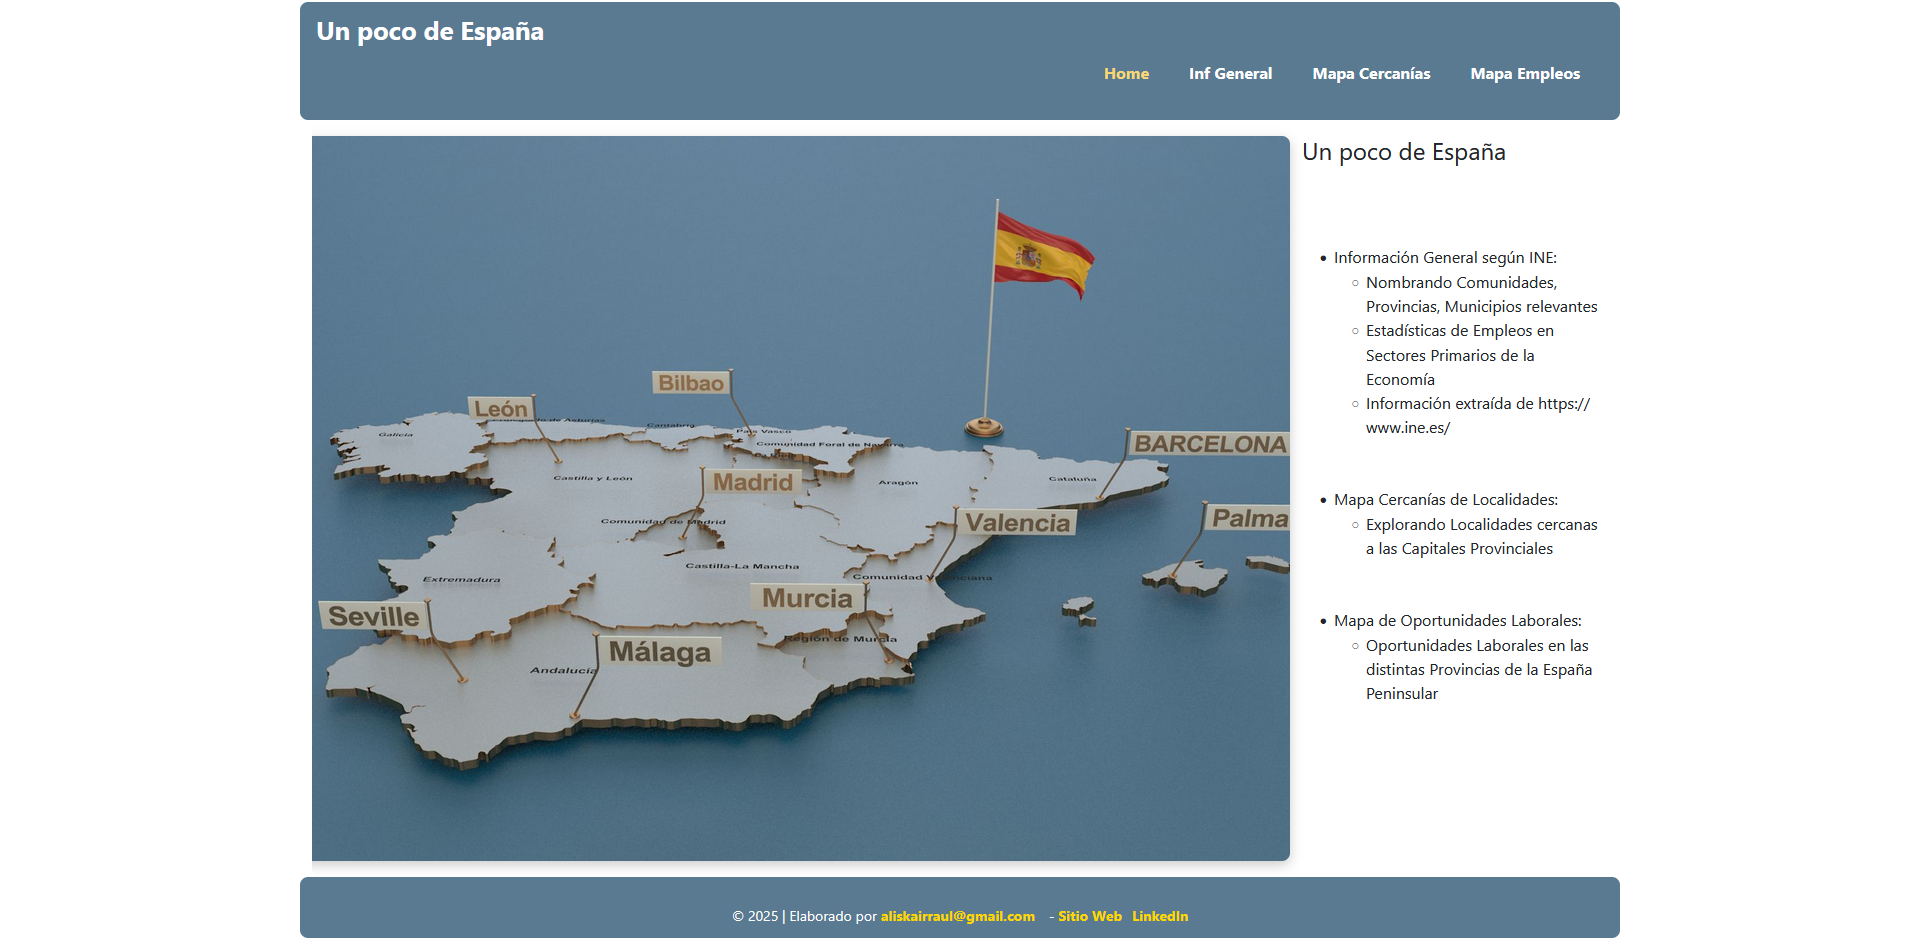 Un poco de España
Home Inf General Mapa Cercanías Mapa Empleos
Un poco de España
Información General según INE:
Nombrando Comunidades,
Provincias, Municipios relevantes
Estadísticas de Empleos en
Sectores Primarios de la
Economía
Información extraída de https://
www.ine.es/
Mapa Cercanías de Localidades:
Explorando Localidades cercanas
a las Capitales Provinciales
Mapa de Oportunidades Laborales:
Oportunidades Laborales en las
distintas Provincias de la España
Peninsular
Bilbao
León
de Asturias
Cantabria
País Vasco
Galicia
Comunidad Foral de Navarra
BARCELONA
Castilla y León
Madrid
Aragón
Cataluña
Comunidad de Madrid
Valencia
Palma
Castilla-La Mancha
Extremadura
Comunidad Valenciana
Murcia
Seville
Región de Murcia
Málaga
Andalucía
© 2025 | Elaborado por aliskairraul@gmail.com - Sitio Web LinkedIn